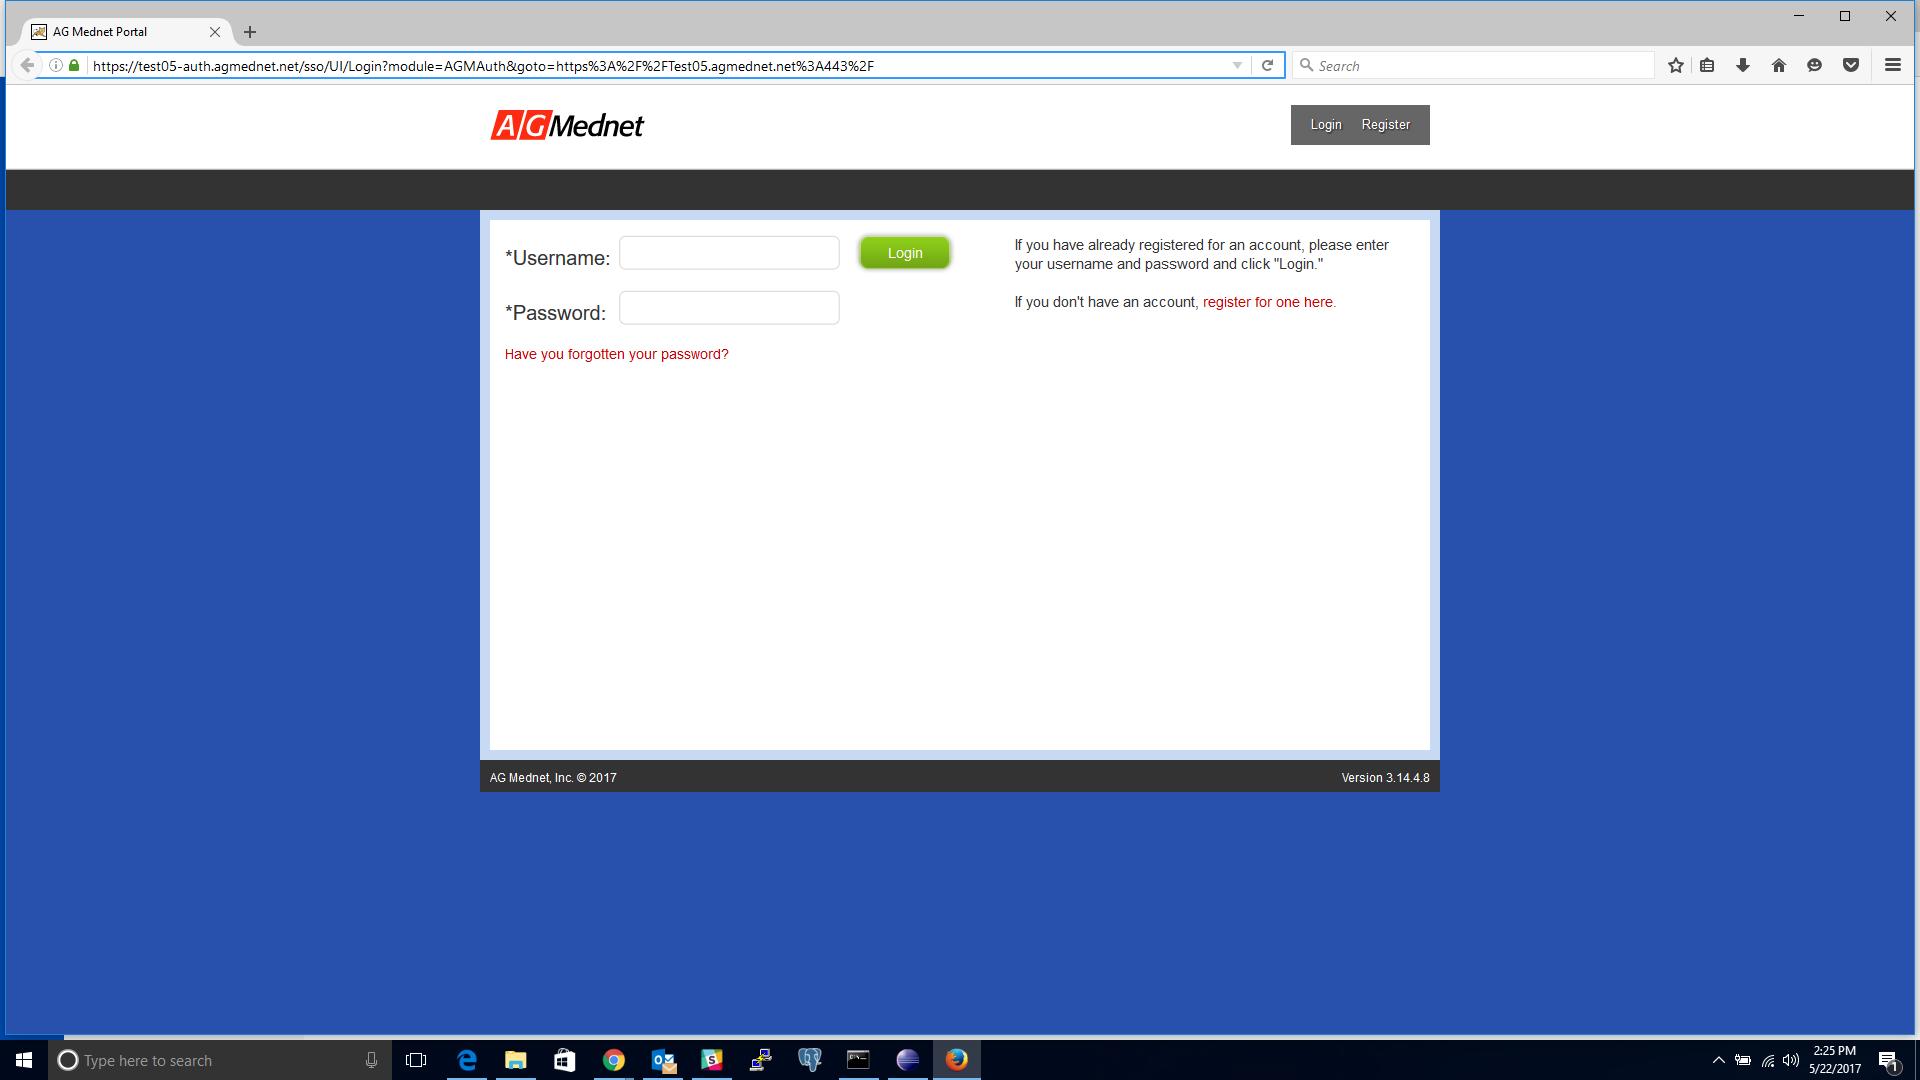 AG Mednet Portal
https://test05-auth.agmednet.net/sso/UI/Login?module=AGMAuth&goto=https%3A%2F%2FTest05.agmednet.net%3A443%2F
Search
AG Mednet
Login Register
*Username:
Login
*Password:
Have you forgotten your password?
If you have already registered for an account, please enter
your username and password and click "Login."
If you don't have an account, register for one here.
AG Mednet, Inc. © 2017
Version 3.14.4.8
Type here to search
2:25 PM
5/22/2017
1